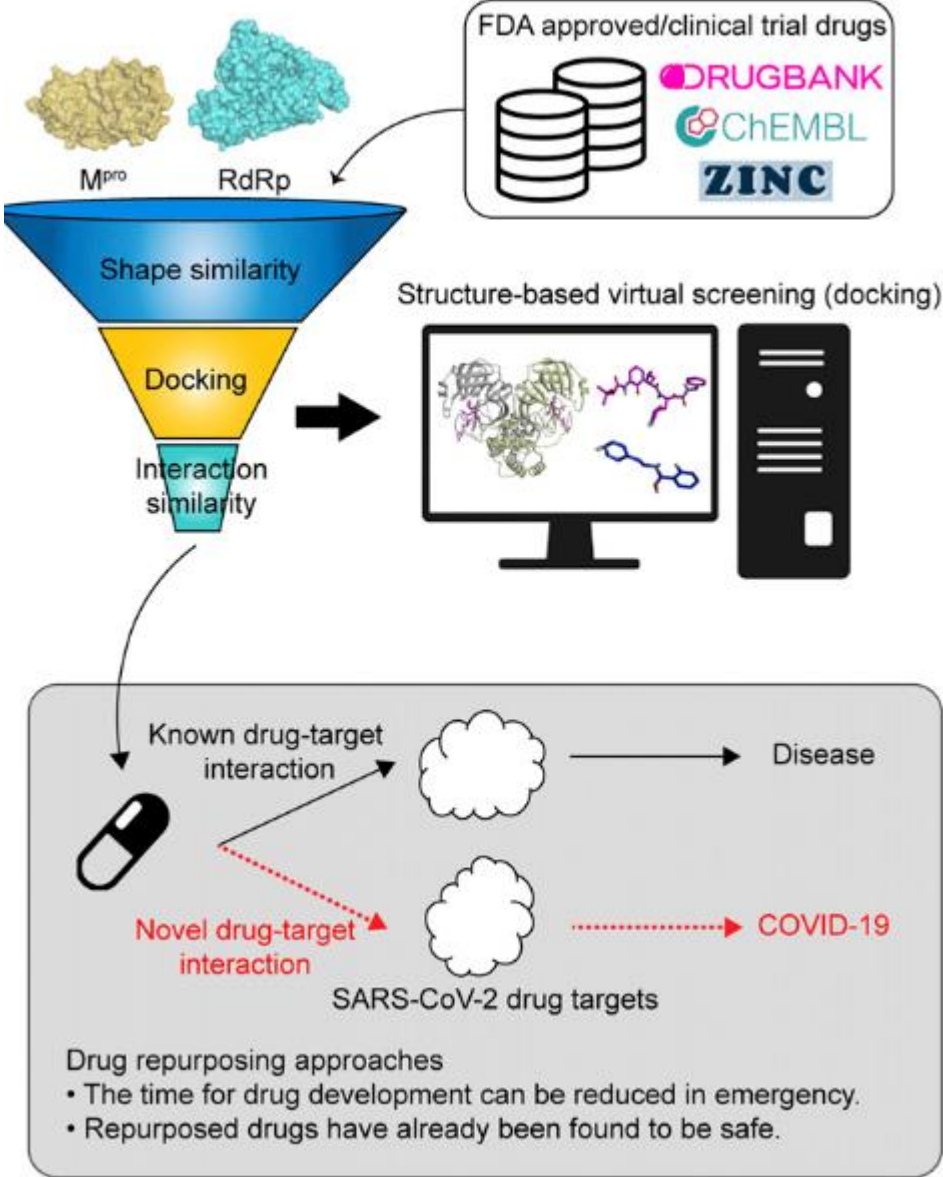 FDA approved/clinical trial drugs
DRUGBANK
ChEMBL
ZINC
Mpro
RdRp
Shape similarity
Docking
Interaction
similarity
Structure-based virtual screening (docking)
Known drug-target
interaction
Disease
Novel drug-target
interaction
COVID-19
SARS-CoV-2 drug targets
Drug repurposing approaches
• The time for drug development can be reduced in emergency.
• Repurposed drugs have already been found to be safe.